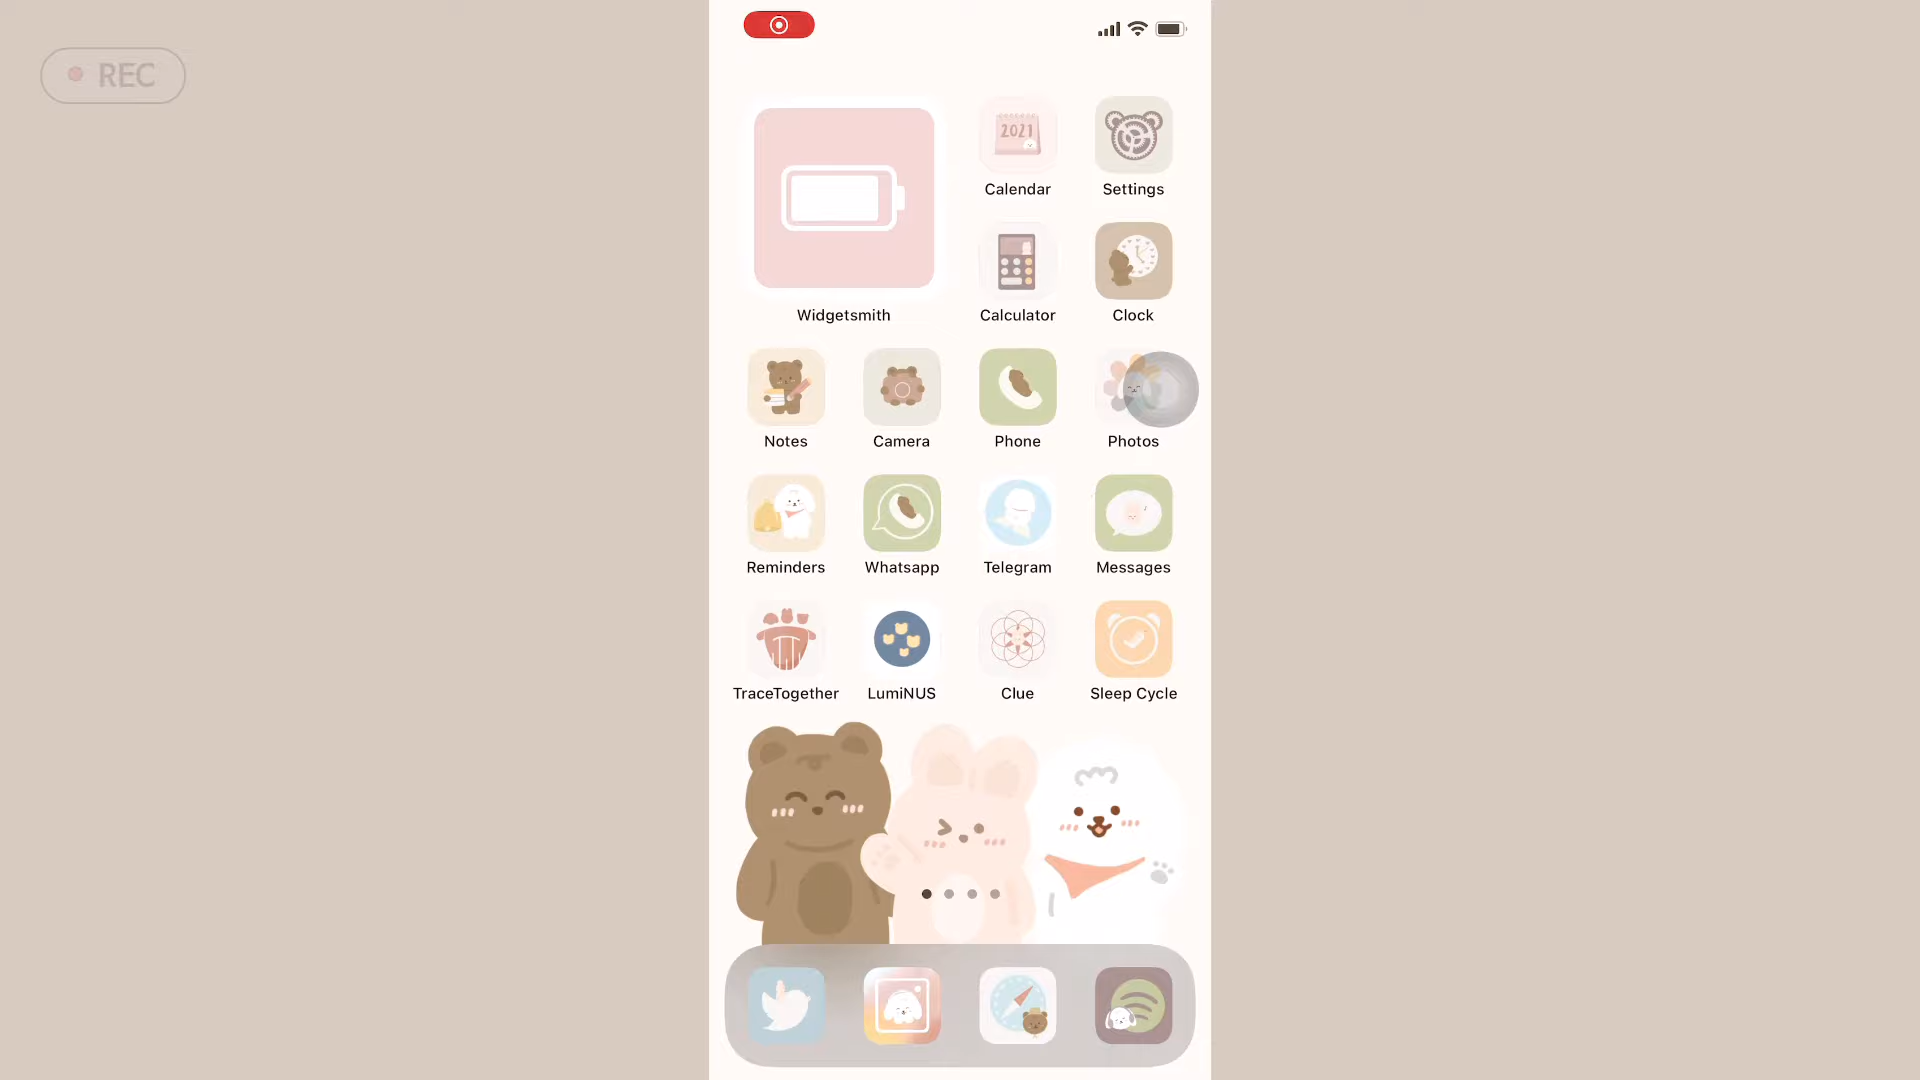 REC
2021
Calendar
Settings
Widgetsmith
Calculator
Clock
Notes
Camera
Phone
Photos
Reminders
Whatsapp
Telegram
Messages
TraceTogether
LumiNUS
Clue
Sleep Cycle